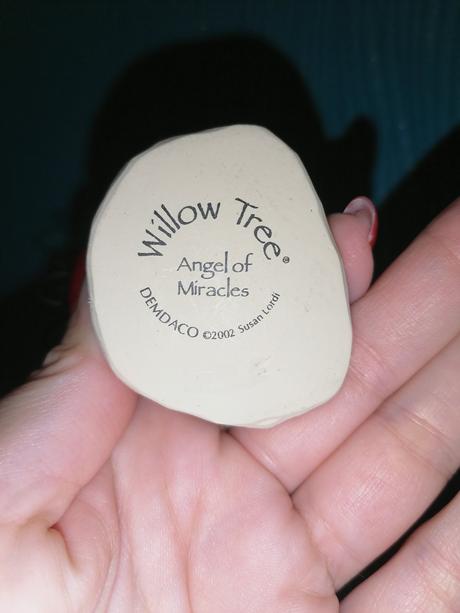 Willow Tree®
Angel of
Miracles
DEMDACO ©2002 Susan Lordi